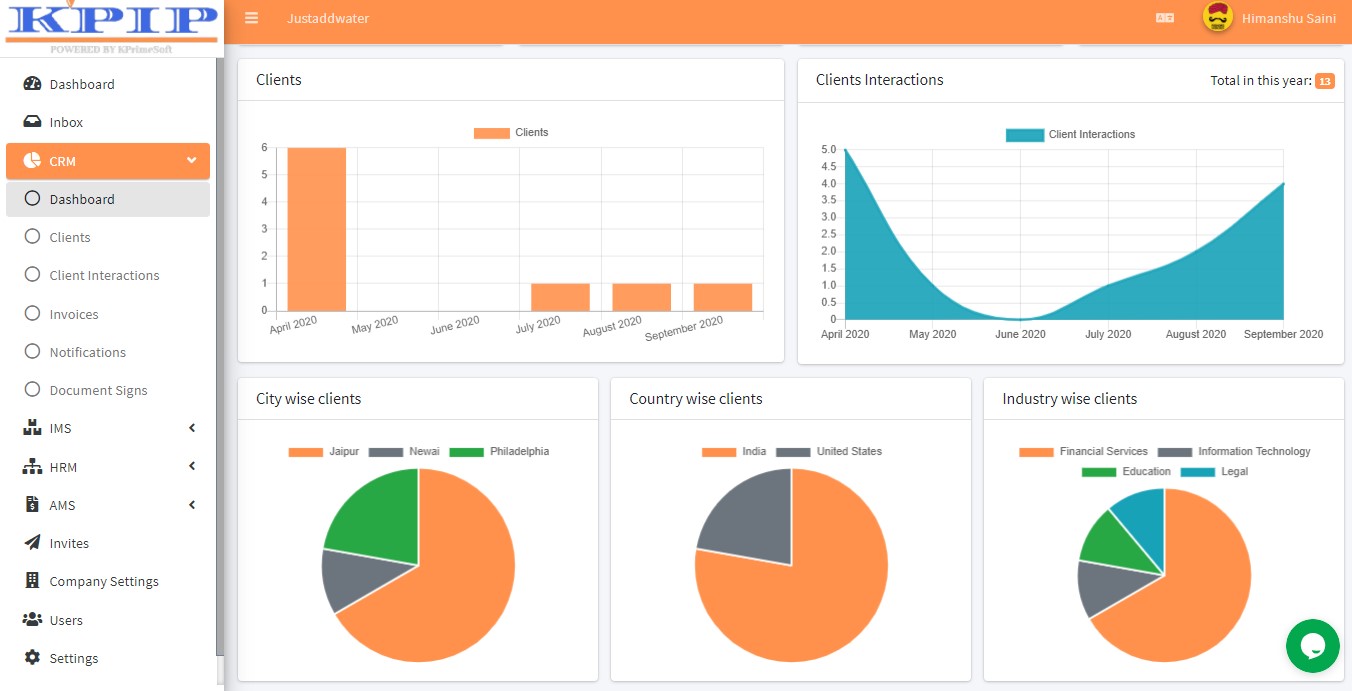 KPIP
POWERED BY KPrimeSoft
Justaddwater
Himanshu Saini
Dashboard
Inbox
CRM
Dashboard
Clients
Client Interactions
Invoices
Notifications
Document Signs
IMS
HRM
AMS
Invites
Company Settings
Users
Settings
Clients
Clients
6
5
4
3
2
1
0
April 2020 May 2020 June 2020 July 2020 August 2020 September 2020
Clients Interactions Total in this year: 13
Client Interactions
5.0
4.5
4.0
3.5
3.0
2.5
2.0
1.5
1.0
0.5
0
April 2020 May 2020 June 2020 July 2020 August 2020 September 2020
City wise clients
Jaipur Newai Philadelphia
Country wise clients
India United States
Industry wise clients
Financial Services Information Technology
Education Legal